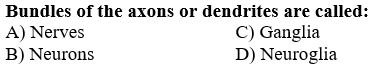 Bundles of the axons or dendrites are called:
A) Nerves C) Ganglia
B) Neurons D) Neuroglia